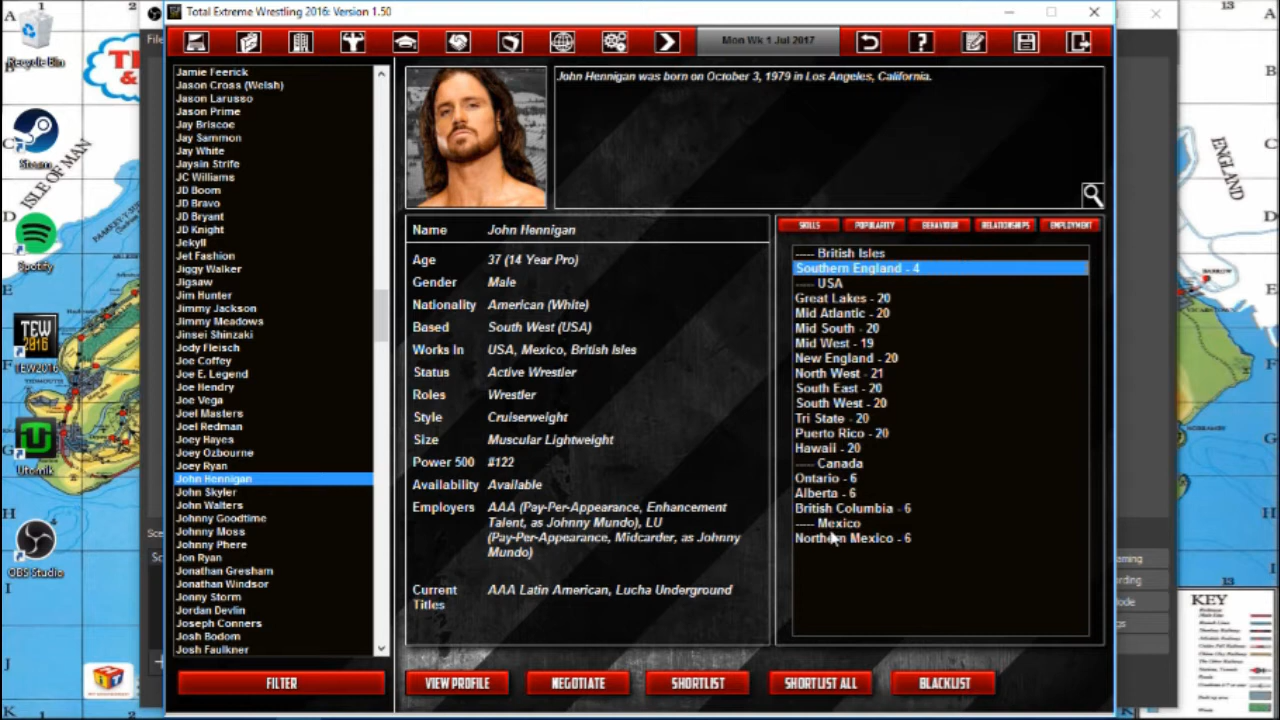 Total Extreme Wrestling 2016: Version 1.50
Mon Wk 1 Jul 2017
Recycle Bin
Steam
Spotify
TEW2016
Utomik
OBS Studio
ISLE OF MAN
ENGLAND
File
KEY
Jamie Feerick
Jason Cross (Welsh)
Jason Larusso
Jason Prime
Jay Briscoe
Jay Sammon
Jay White
Jaysin Strife
JC Williams
JD Boom
JD Bravo
JD Bryant
JD Knight
Jekyll
Jet Fashion
Jiggy Walker
Jigsaw
Jim Hunter
Jimmy Jackson
Jimmy Meadows
Jinsei Shinzaki
Jody Fleisch
Joe Coffey
Joe E. Legend
Joe Hendry
Joe Vega
Joel Masters
Joel Redman
Joey Hayes
Joey Ozbourne
Joey Ryan
John Hennigan
John Skyler
John Walters
Johnny Goodtime
Johnny Moss
Johnny Phere
Jon Ryan
Jonathan Gresham
Jonathan Windsor
Jonny Storm
Jordan Devlin
Joseph Conners
Josh Bodom
Josh Faulkner
FILTER
John Hennigan was born on October 3, 1979 in Los Angeles, California.
Name John Hennigan
Age 37 (14 Year Pro)
Gender Male
Nationality American (White)
Based South West (USA)
Works In USA, Mexico, British Isles
Status Active Wrestler
Roles Wrestler
Style Cruiserweight
Size Muscular Lightweight
Power 500 #122
Availability Available
Employers AAA (Pay-Per-Appearance, Enhancement
Talent, as Johnny Mundo), LU
(Pay-Per-Appearance, Midcarder, as Johnny
Mundo)
Current AAA Latin American, Lucha Underground
Titles
SKILLS POPULARITY BEHAVIOUR RELATIONSHIPS EMPLOYMENT
----- British Isles
Southern England - 4
----- USA
Great Lakes - 20
Mid Atlantic - 20
Mid South - 20
Mid West - 19
New England - 20
North West - 21
South East - 20
South West - 20
Tri State - 20
Puerto Rico - 20
Hawaii - 20
----- Canada
Ontario - 6
Alberta - 6
British Columbia - 6
----- Mexico
Northern Mexico - 6
VIEW PROFILE NEGOTIATE SHORTLIST SHORTLIST ALL BLACKLIST